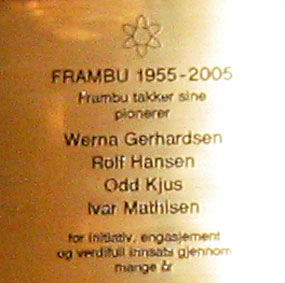 FRAMBU 1955-2005
Frambu takker sine
pionerer
Werna Gerhardsen
Rolf Hansen
Odd Kjus
Ivar Mathisen
for initiativ, engasjement
og verdifull innsats gjennom
mange år